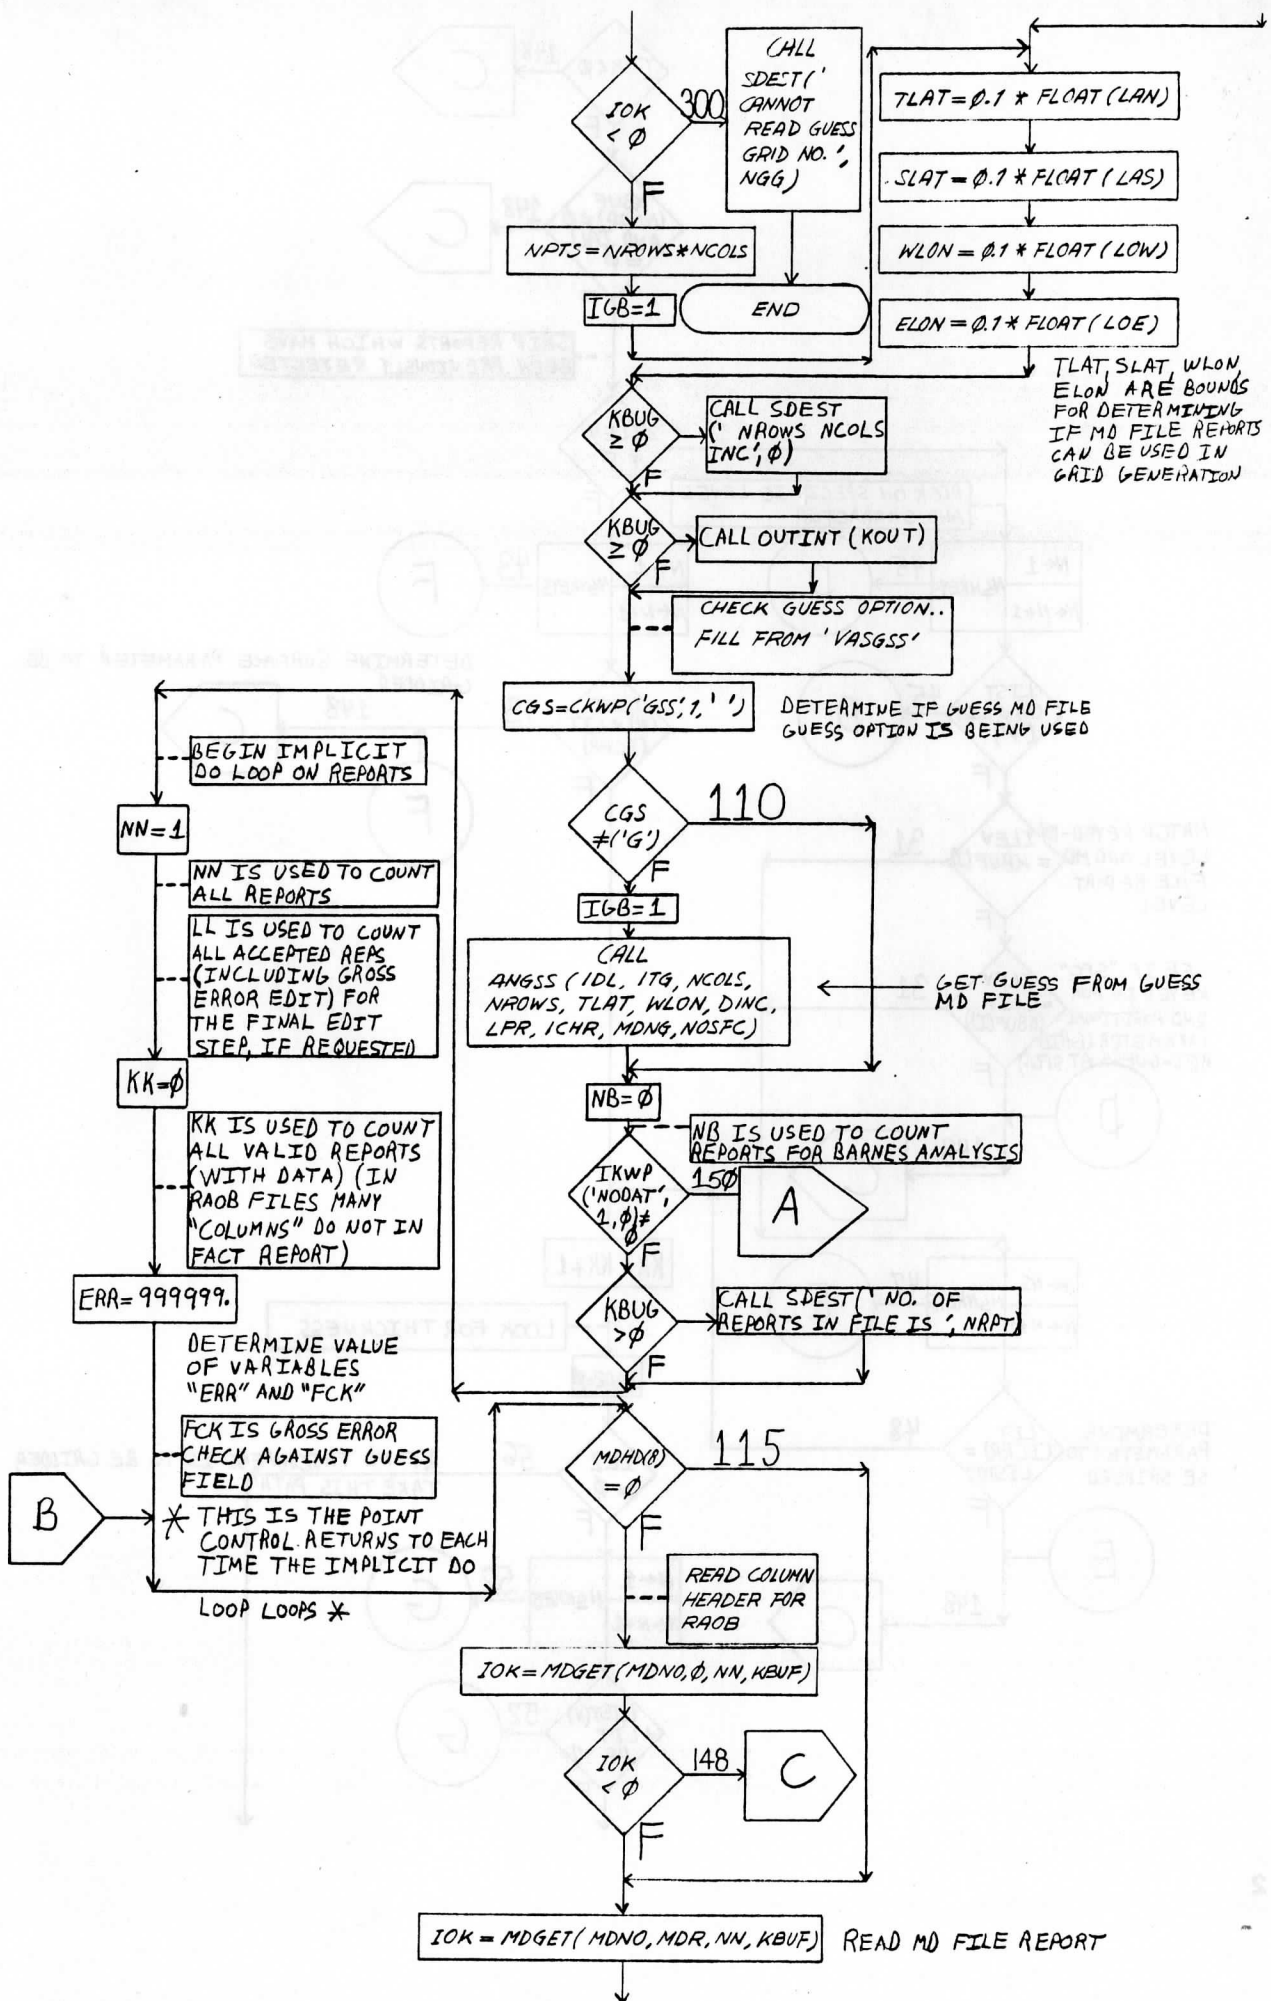 IOK
< Ø
300
F
CALL
SDEST('
CANNOT
READ GUESS
GRID NO.',
NGG)
NPTS=NROWS*NCOLS
IGB=1
END
TLAT=Ø.1 * FLOAT(LAN)
SLAT=Ø.1 * FLOAT(LAS)
WLON=Ø.1 * FLOAT(LOW)
ELON=Ø.1 * FLOAT(LOE)
TLAT, SLAT, WLON,
ELON ARE BOUNDS
FOR DETERMINING
IF MD FILE REPORTS
CAN BE USED IN
GRID GENERATION
KBUG
≥ Ø
F
CALL SDEST
(' NROWS NCOLS
INC', Ø)
KBUG
≥ Ø
F
CALL OUTINT(KOUT)
CHECK GUESS OPTION..
FILL FROM 'VASGSS'
CGS=CKWP('GSS',1,' ')
DETERMINE IF GUESS MD FILE
GUESS OPTION IS BEING USED
CGS
≠('G')
110
F
IGB=1
CALL
ANGSS (IDL, ITG, NCOLS,
NROWS, TLAT, WLON, DINC,
LPR, ICHR, MDNG, NOSFC)
GET GUESS FROM GUESS
MD FILE
NB=Ø
NB IS USED TO COUNT
REPORTS FOR BARNES ANALYSIS
IKWP
('NODAT',
1,Ø)≠
Ø
15Ø
A
F
KBUG
>Ø
F
CALL SDEST(' NO. OF
REPORTS IN FILE IS ', NRPT)
BEGIN IMPLICIT
DO LOOP ON REPORTS
NN=1
NN IS USED TO COUNT
ALL REPORTS
LL IS USED TO COUNT
ALL ACCEPTED REPS
(INCLUDING GROSS
ERROR EDIT) FOR
THE FINAL EDIT
STEP, IF REQUESTED
KK=Ø
KK IS USED TO COUNT
ALL VALID REPORTS
(WITH DATA) (IN
RAOB FILES MANY
"COLUMNS" DO NOT IN
FACT REPORT)
ERR=999999.
DETERMINE VALUE
OF VARIABLES
"ERR" AND "FCK"
FCK IS GROSS ERROR
CHECK AGAINST GUESS
FIELD
B
* THIS IS THE POINT
CONTROL RETURNS TO EACH
TIME THE IMPLICIT DO
LOOP LOOPS *
MDHD(8)
=Ø
115
F
READ COLUMN
HEADER FOR
RAOB
IOK=MDGET(MDNO,Ø,NN,KBUF)
IOK
< Ø
148
C
F
IOK=MDGET(MDNO,MDR,NN,KBUF)
READ MD FILE REPORT